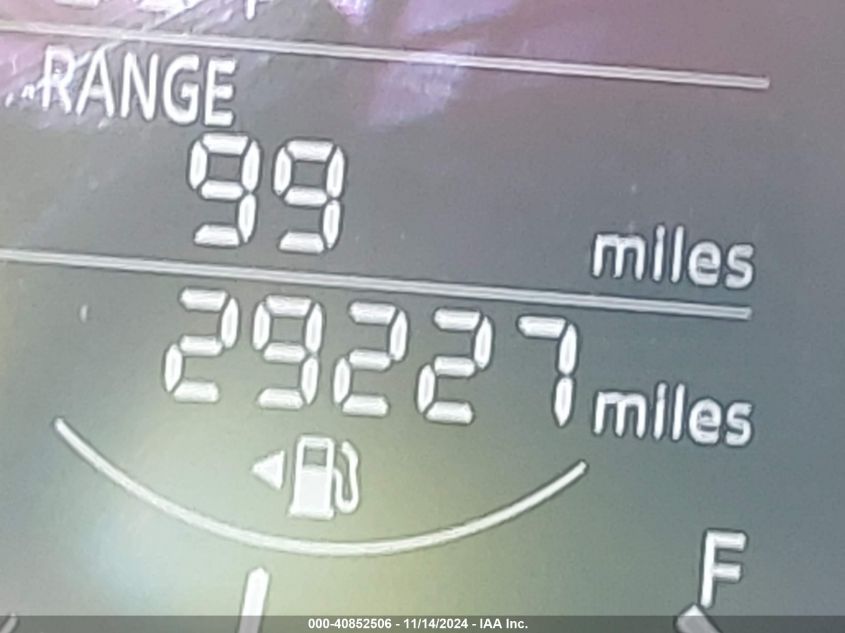 RANGE
99 miles
29227 miles
F
000-40852506 - 11/14/2024 - IAA Inc.